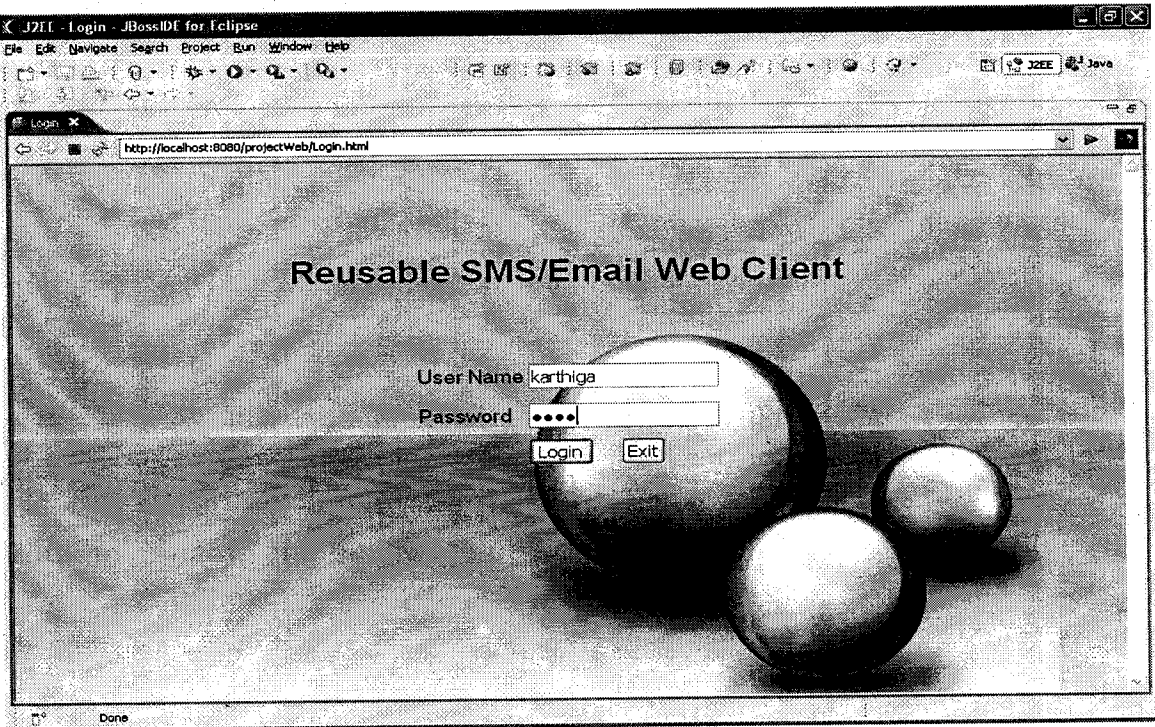 J2EE - Login - JBossIDE for Eclipse
File Edit Navigate Search Project Run Window Help
J2EE Java
Login
http://localhost:8080/projectWeb/Login.html
Reusable SMS/Email Web Client
User Name karthiga
Password ••••
Login Exit
Done